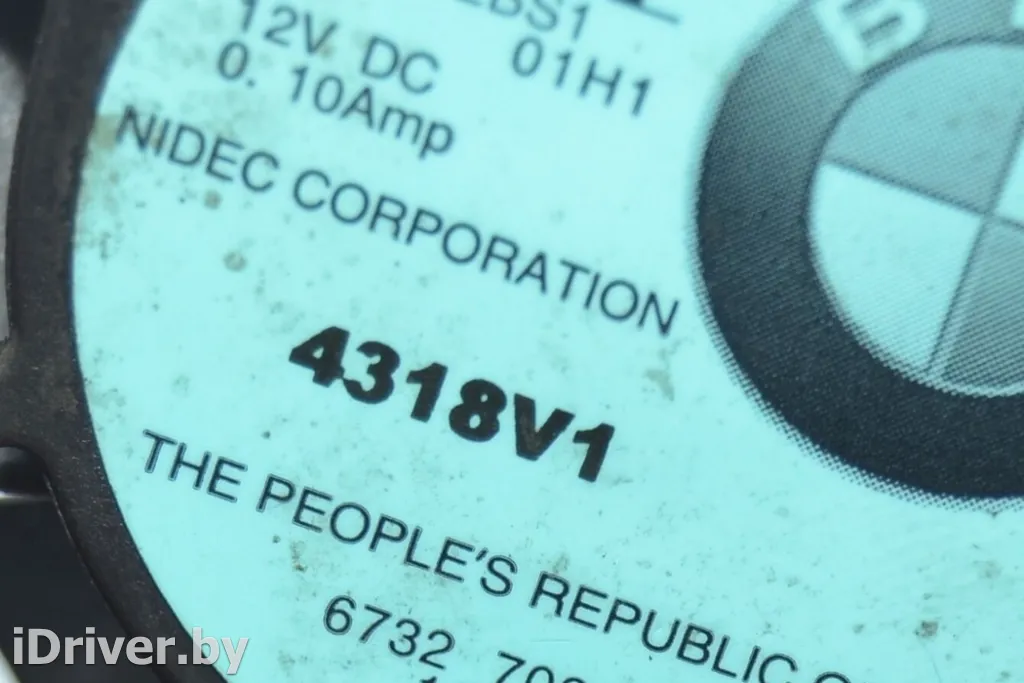 12V DC
01H1
0. 10Amp
NIDEC CORPORATION
4318V1
THE PEOPLE'S REPUBLIC
6732
iDriver.by